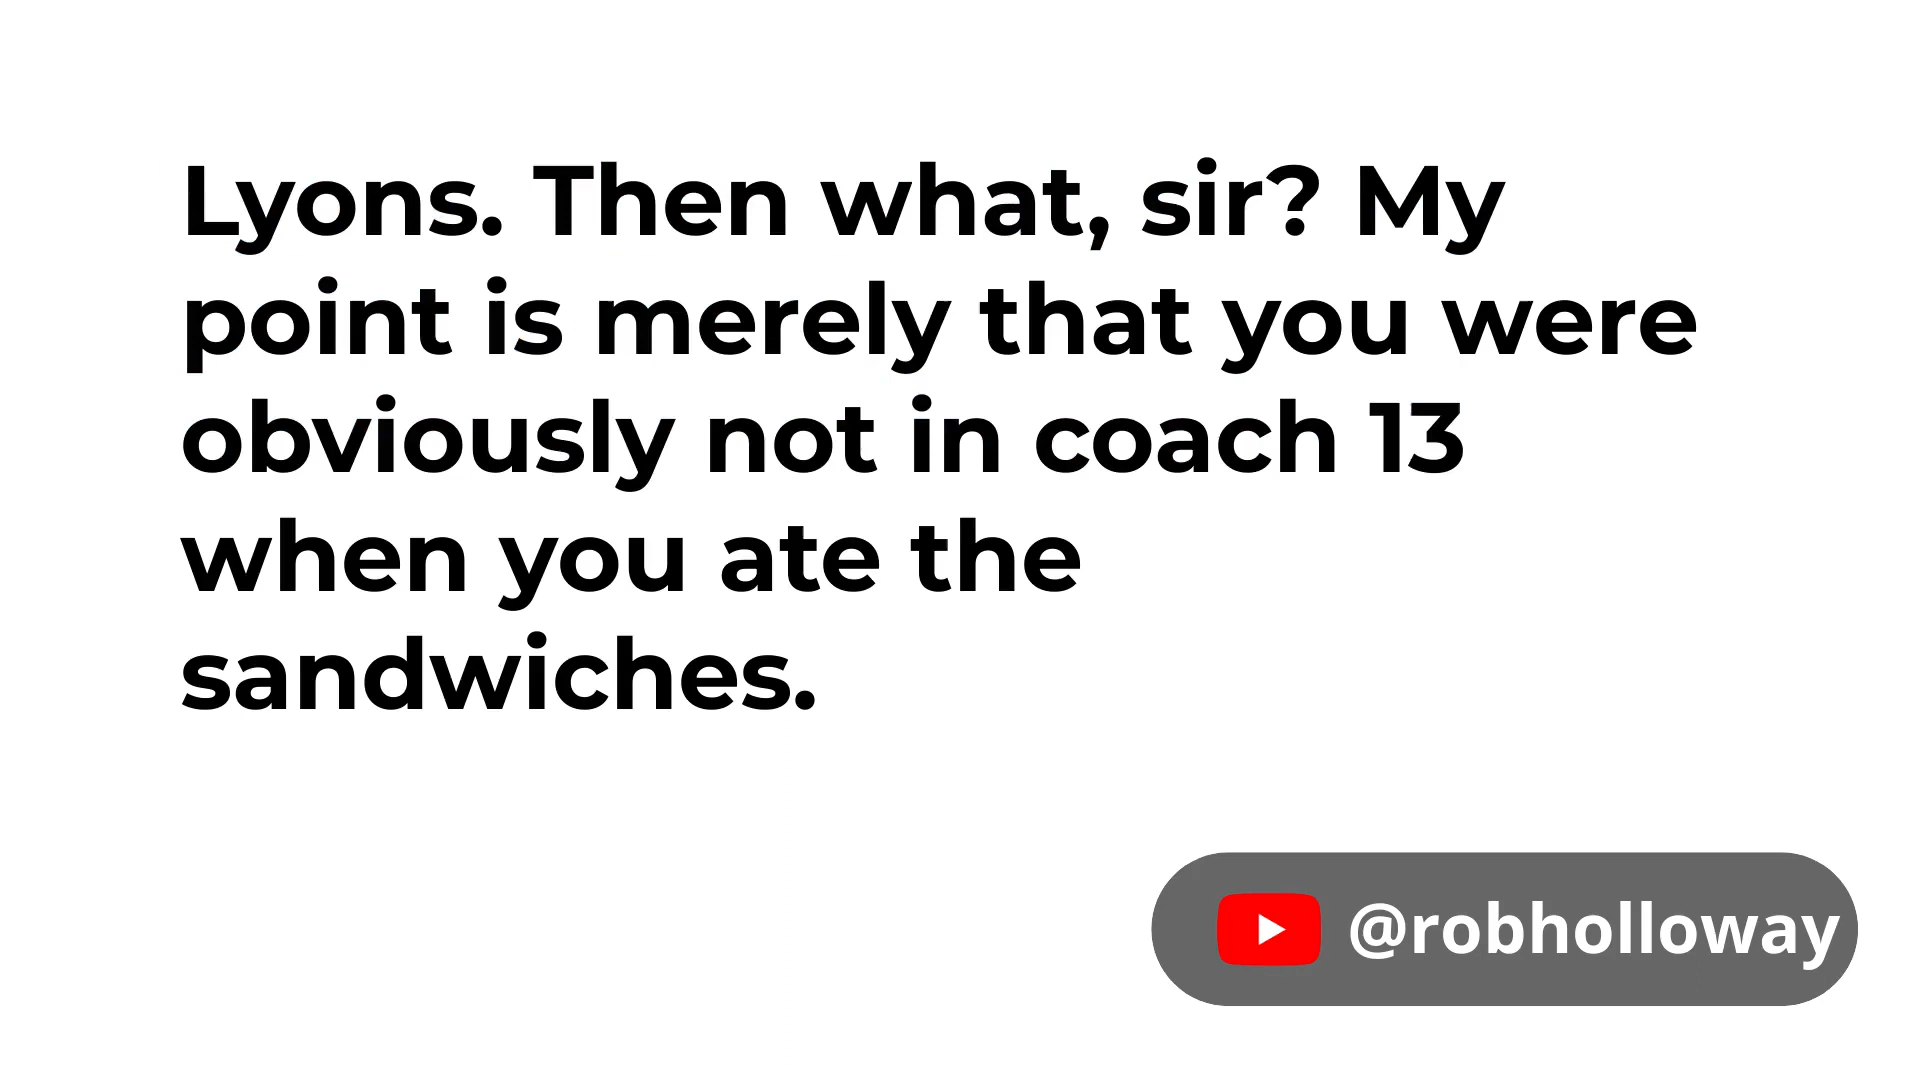 Lyons. Then what, sir? My
point is merely that you were
obviously not in coach 13
when you ate the
sandwiches.
@robholloway